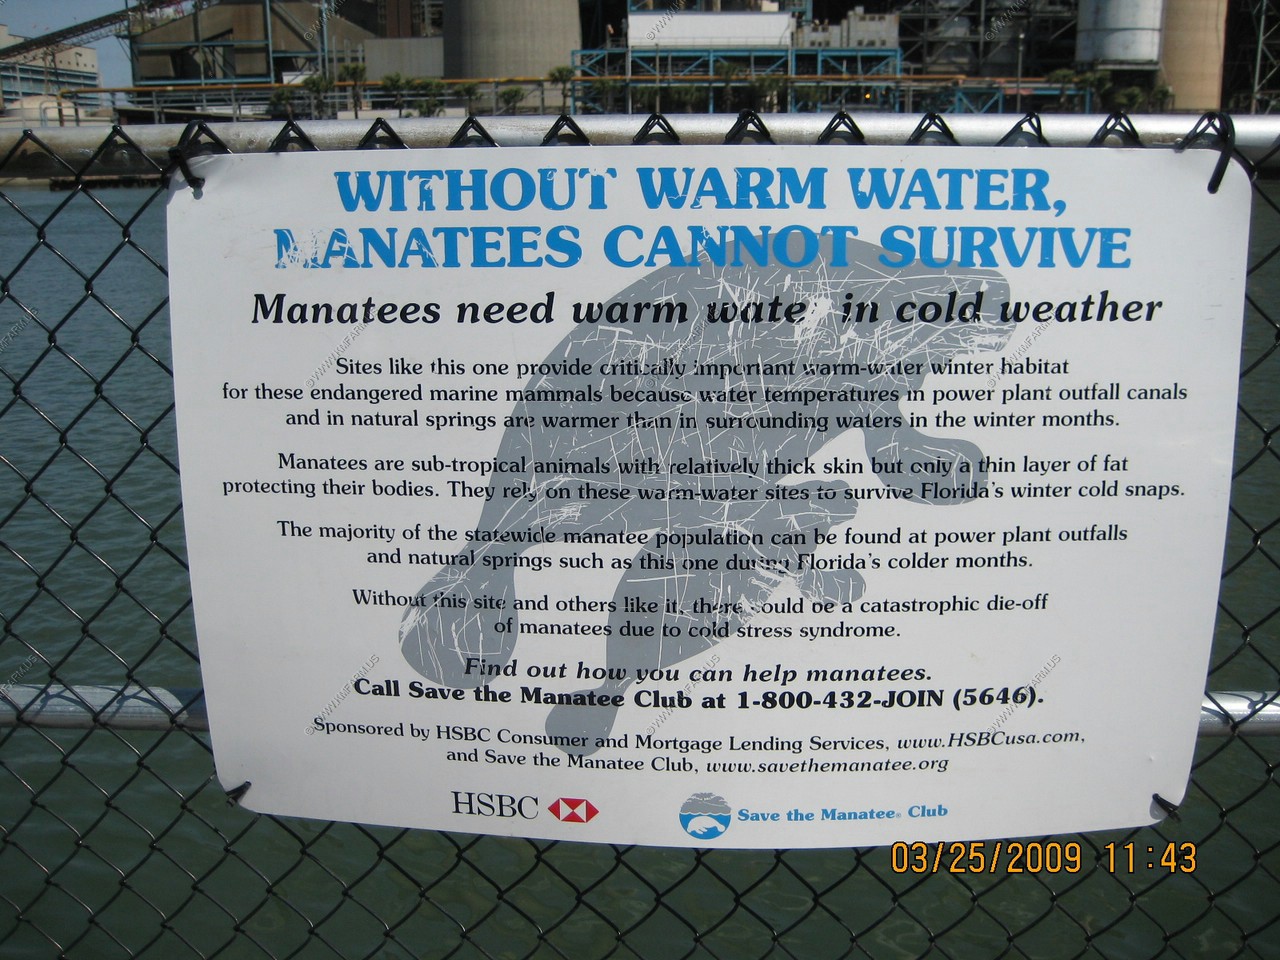 WITHOUT WARM WATER,
MANATEES CANNOT SURVIVE
Manatees need warm water in cold weather
Sites like this one provide critically important warm-water winter habitat
for these endangered marine mammals because water temperatures in power plant outfall canals
and in natural springs are warmer than in surrounding waters in the winter months.
Manatees are sub-tropical animals with relatively thick skin but only a thin layer of fat
protecting their bodies. They rely on these warm-water sites to survive Florida's winter cold snaps.
The majority of the statewide manatee population can be found at power plant outfalls
and natural springs such as this one during Florida's colder months.
Without this site and others like it, there could be a catastrophic die-off
of manatees due to cold stress syndrome.
Find out how you can help manatees.
Call Save the Manatee Club at 1-800-432-JOIN (5646).
Sponsored by HSBC Consumer and Mortgage Lending Services, www.HSBCusa.com,
and Save the Manatee Club, www.savethemanatee.org
HSBC
Save the Manatee® Club
03/25/2009 11:43